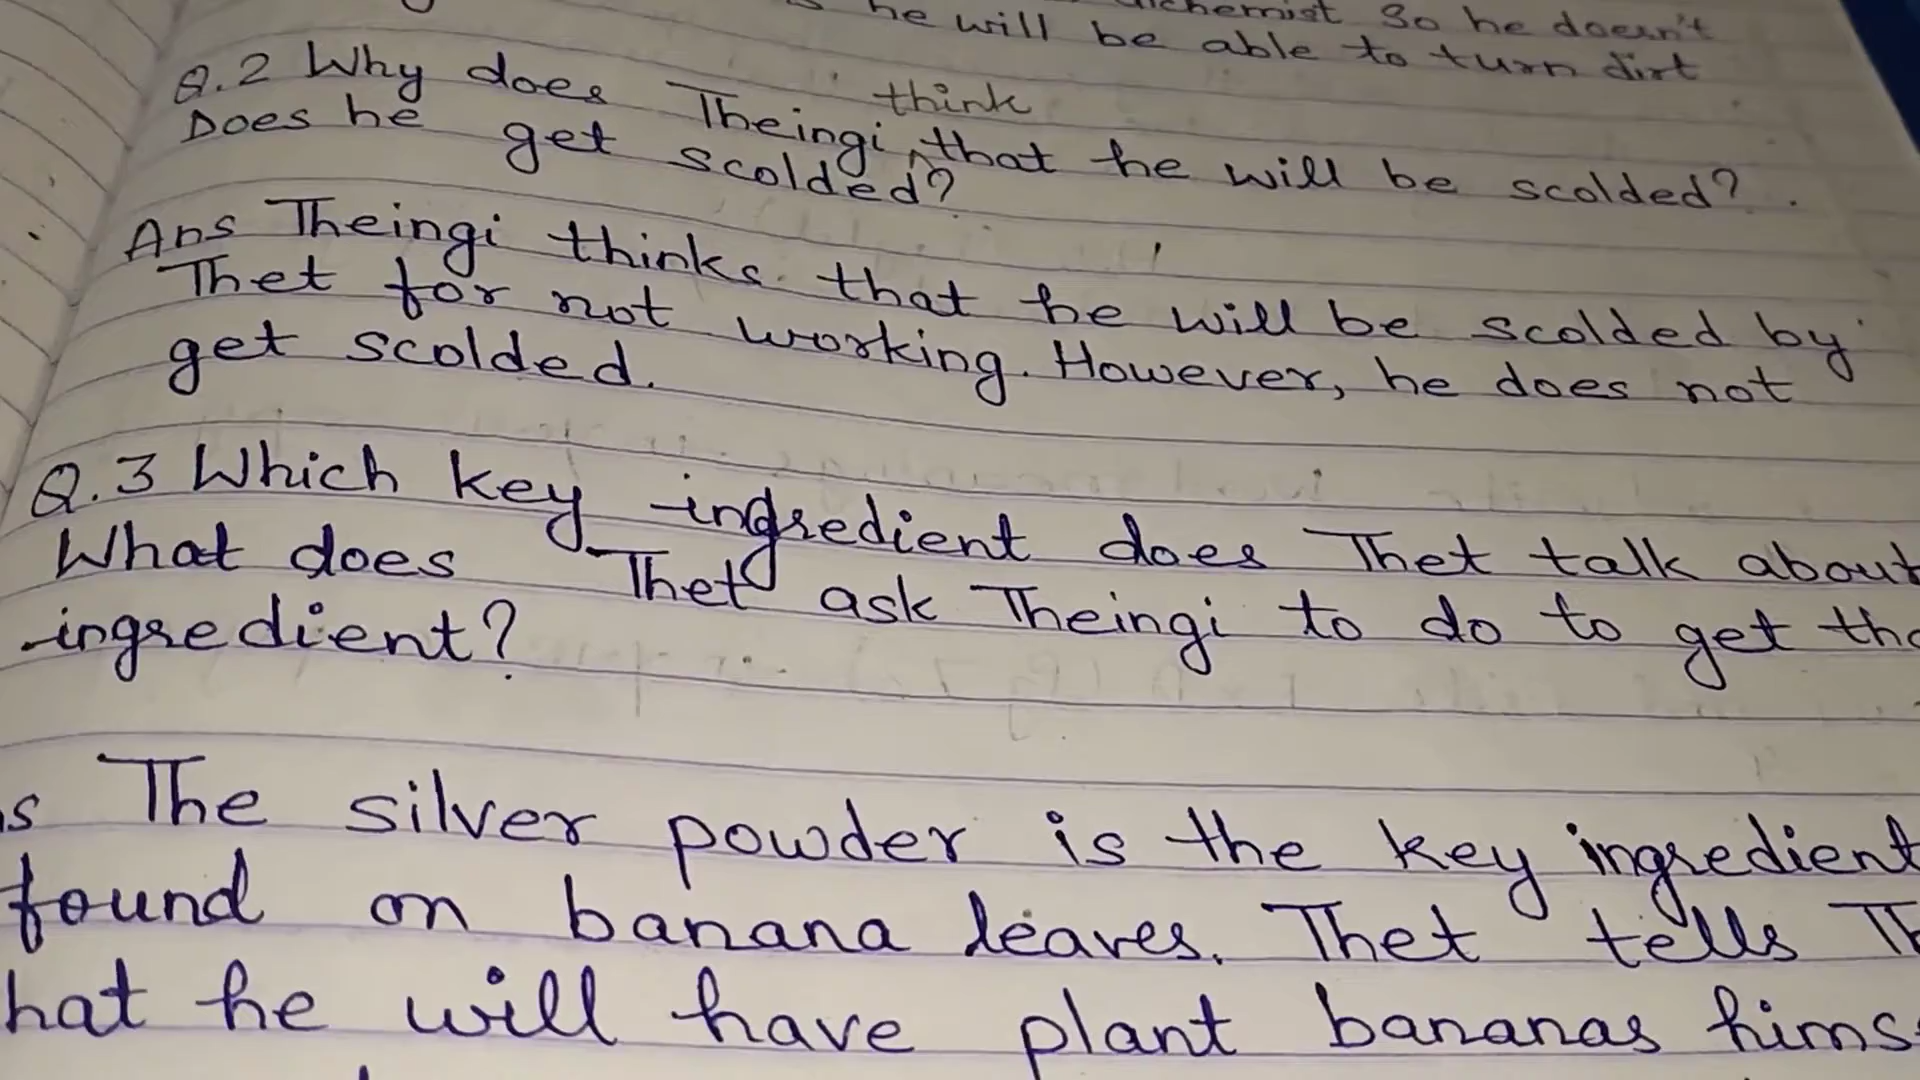 he will be able to turn dirt
alchemist so he doesn't
Q.2 Why does Theingi think that he will be scolded?
Does he get scolded?
Ans Theingi thinks that he will be scolded by
Thet for not working. However, he does not
get scolded.
Q.3 Which key ingredient does Thet talk about
What does Thet ask Theingi to do to get the
ingredient?
The silver powder is the key ingredient
found on banana leaves. Thet tells
hat he will have plant bananas hims